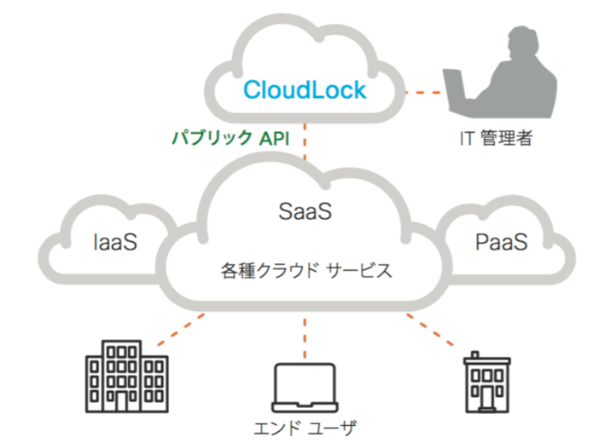 CloudLock
パブリック API
IT 管理者
SaaS
IaaS
PaaS
各種クラウド サービス
エンド ユーザ